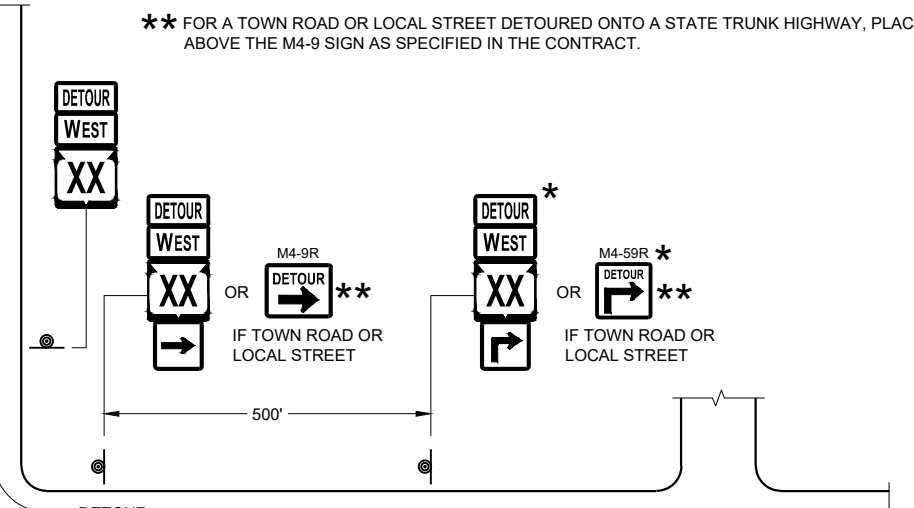 ** FOR A TOWN ROAD OR LOCAL STREET DETOURED ONTO A STATE TRUNK HIGHWAY, PLAC
ABOVE THE M4-9 SIGN AS SPECIFIED IN THE CONTRACT.
DETOUR
WEST
XX
DETOUR
WEST
XX
OR
M4-9R
DETOUR
**
IF TOWN ROAD OR
LOCAL STREET
DETOUR
*
WEST
XX
OR
M4-59R *
DETOUR
**
IF TOWN ROAD OR
LOCAL STREET
500'
DETOUR